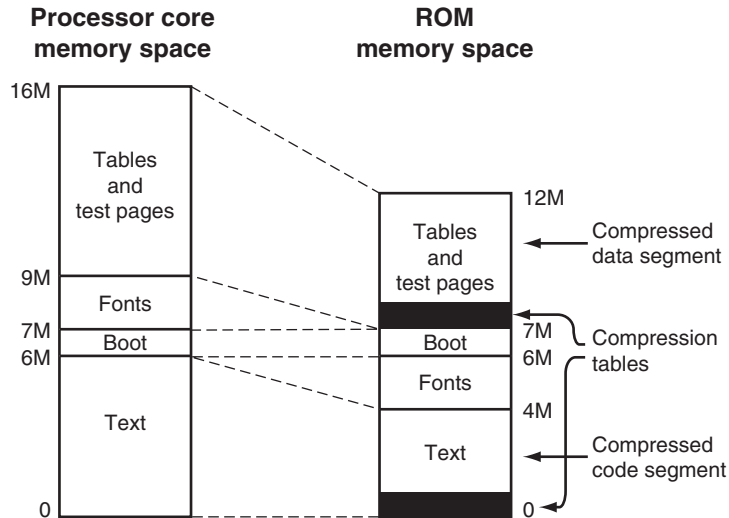 Processor core
memory space
ROM
memory space
16M
Tables
and
test pages
9M
Fonts
7M
Boot
6M
Text
0
12M
Tables
and
test pages
7M
Boot
6M
Fonts
4M
Text
0
Compressed
data segment
Compression
tables
Compressed
code segment